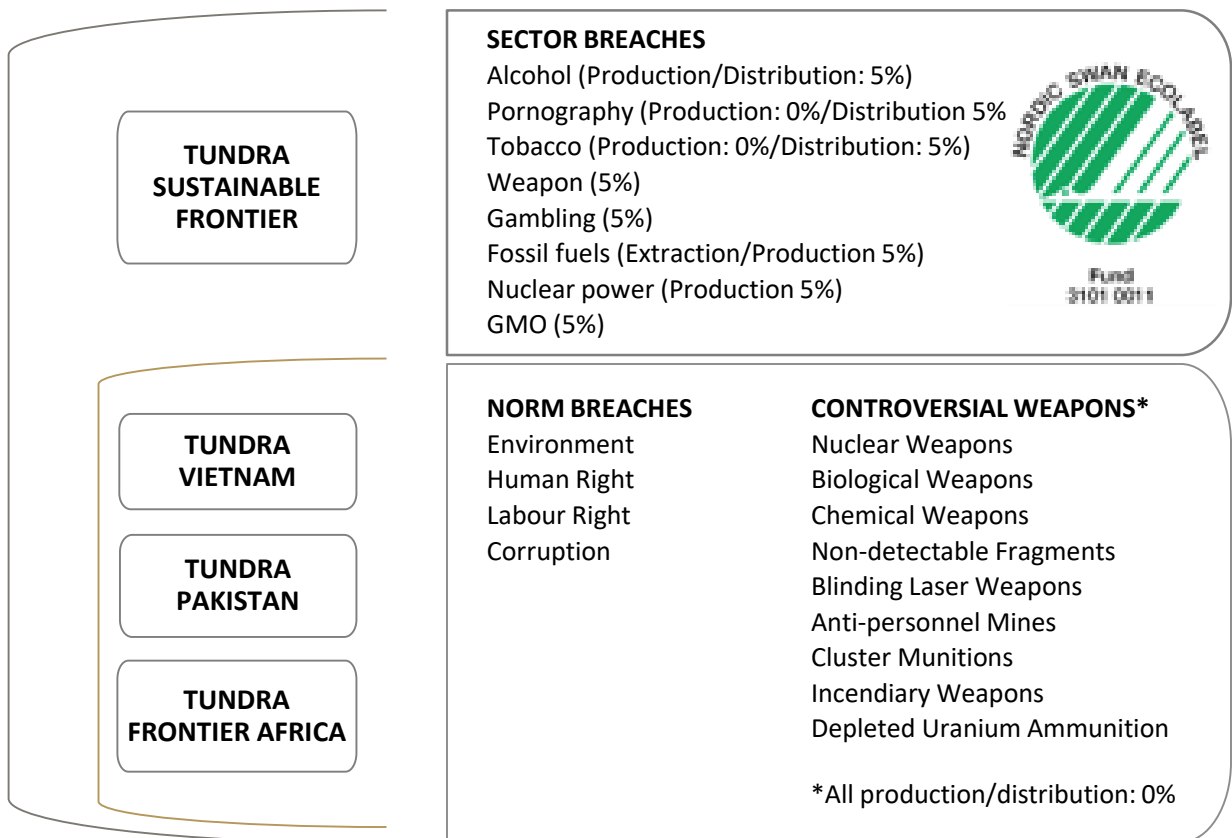 TUNDRA
SUSTAINABLE
FRONTIER
SECTOR BREACHES
Alcohol (Production/Distribution: 5%)
Pornography (Production: 0%/Distribution 5%
Tobacco (Production: 0%/Distribution: 5%)
Weapon (5%)
Gambling (5%)
Fossil fuels (Extraction/Production 5%)
Nuclear power (Production 5%)
GMO (5%)
NORDIC SWAN ECOLABEL
Fund
3101 0011
TUNDRA
VIETNAM
TUNDRA
PAKISTAN
TUNDRA
FRONTIER AFRICA
NORM BREACHES
Environment
Human Right
Labour Right
Corruption
CONTROVERSIAL WEAPONS*
Nuclear Weapons
Biological Weapons
Chemical Weapons
Non-detectable Fragments
Blinding Laser Weapons
Anti-personnel Mines
Cluster Munitions
Incendiary Weapons
Depleted Uranium Ammunition
*All production/distribution: 0%